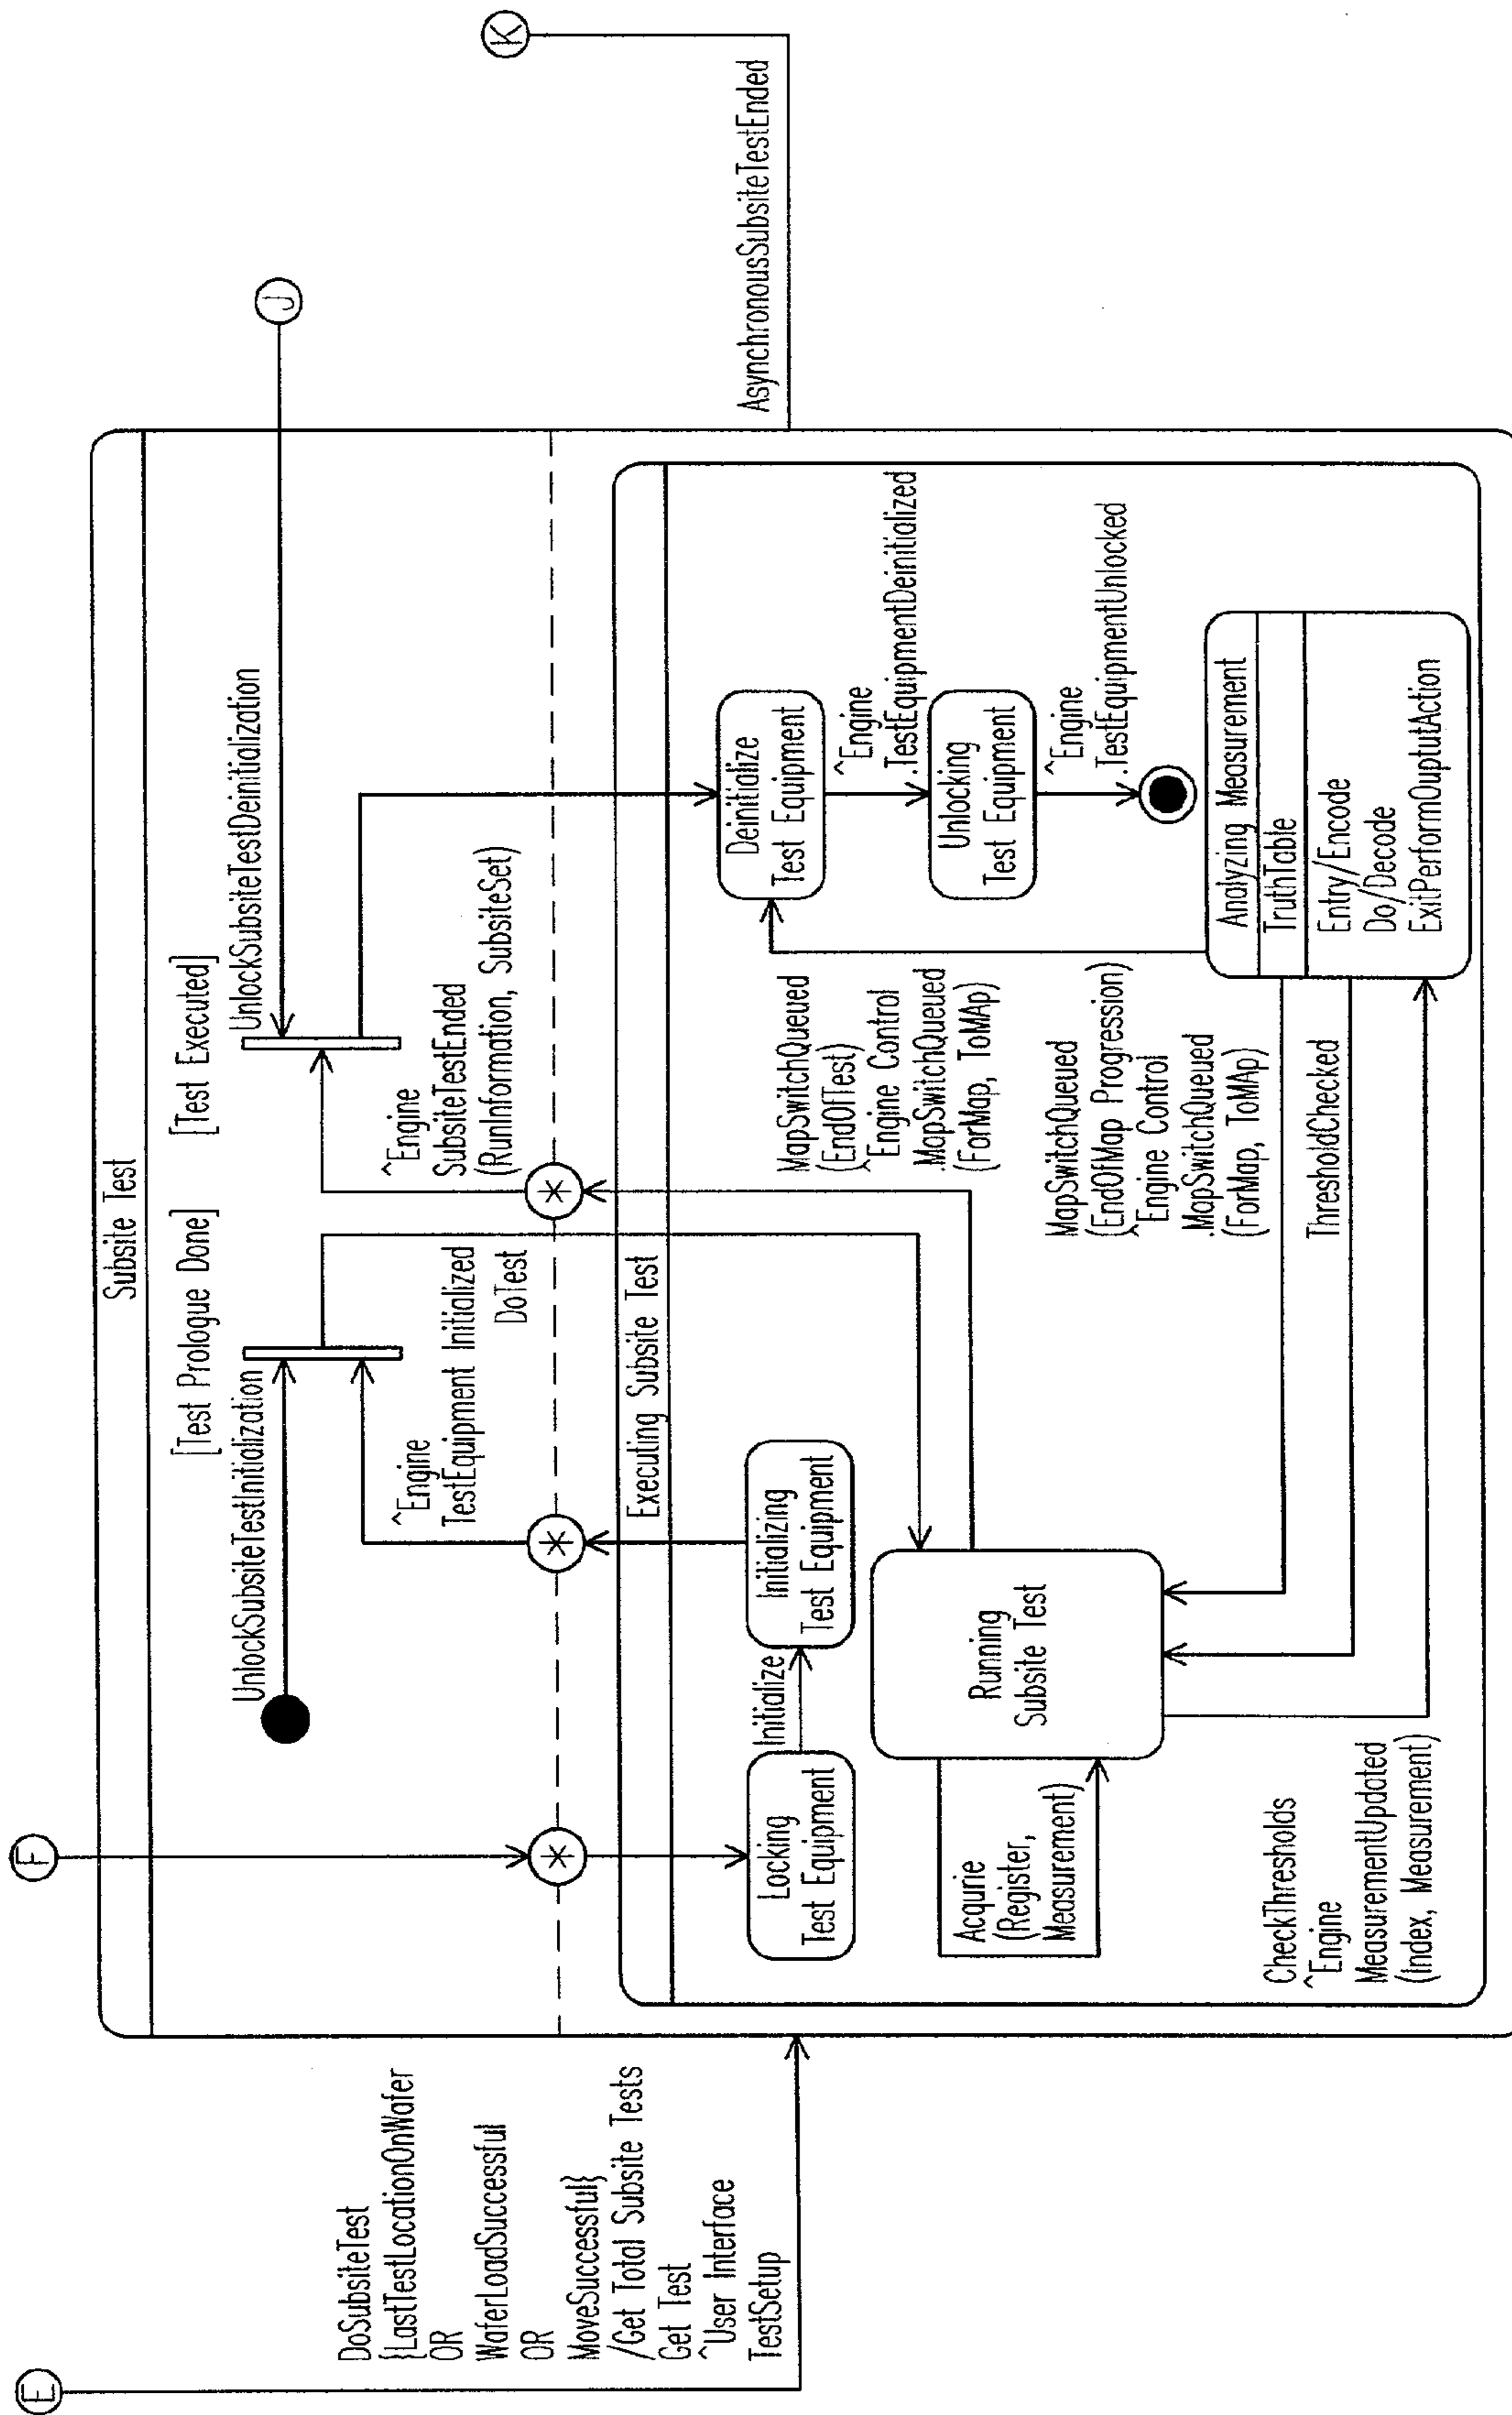 E
DoSubsiteTest
{LastTestLocationOnWafer
OR
WaferLoadSuccessful
OR
MoveSuccessful}
/Get Total Subsite Tests
Get Test
^User Interface
TestSetup
F
Subsite Test
[Test Prologue Done]
[Test Executed]
UnlockSubsiteTestInitialization
UnlockSubsiteTestDeinitialization
J
^Engine
TestEquipment Initialized
DoTest
^Engine
SubsiteTestEnded
(RunInformation, SubsiteSet)
*
*
*
Executing Subsite Test
Locking
Test Equipment
Initialize
Initializing
Test Equipment
Deinitialize
Test Equipment
^Engine
.TestEquipmentDeinitialized
Unlocking
Test Equipment
^Engine
.TestEquipmentUnlocked
MapSwitchQueued
(EndOfTest)
^Engine Control
.MapSwitchQueued
(ForMap, ToMAp)
Running
Subsite Test
Acqurie
(Register,
Measurement)
MapSwitchQueued
(EndOfMap Progression)
^Engine Control
.MapSwitchQueued
(ForMap, ToMAp)
ThresholdChecked
Analyzing Measurement
TruthTable
Entry/Encode
Do/Decode
ExitPerformOuptutAction
CheckThresholds
^Engine
MeasurementUpdated
(Index, Measurement)
AsynchronousSubsiteTestEnded
K